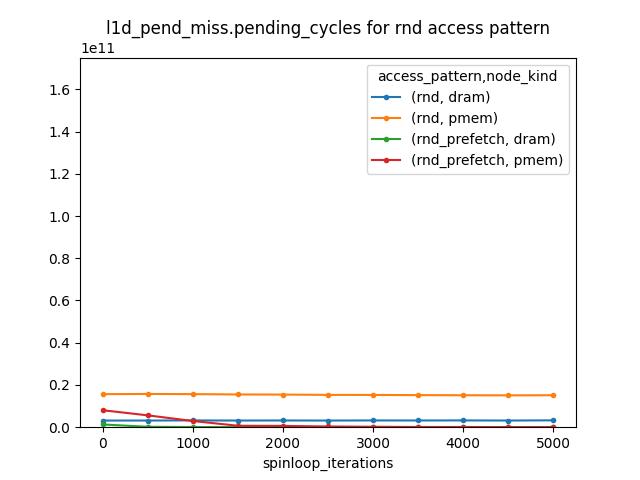 l1d_pend_miss.pending_cycles for rnd access pattern
1e11
access_pattern,node_kind
(rnd, dram)
(rnd, pmem)
(rnd_prefetch, dram)
(rnd_prefetch, pmem)
1.6
1.4
1.2
1.0
0.8
0.6
0.4
0.2
0.0
0 1000 2000 3000 4000 5000
spinloop_iterations